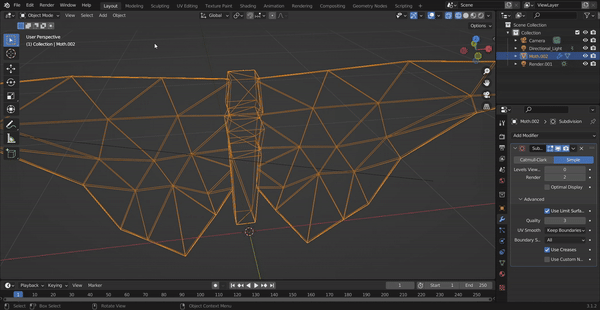 File Edit Render Window Help Layout Modeling Sculpting UV Editing Texture Paint Shading Animation Rendering Compositing Geometry Nodes Scripting Scene ViewLayer
Object Mode View Select Add Object Global
Options
User Perspective
(1) Collection | Moth.002
Scene Collection
Collection
Camera
Directional_Light
Moth.002
Render.001
Moth.002 Subdivision
Add Modifier
Sub..
Catmull-Clark Simple
Levels View.. 0
Render 2
Optimal Display
Advanced
Use Limit Surfa..
Quality 3
UV Smooth Keep Boundaries
Boundary S.. All
Use Creases
Use Custom N..
Playback Keying View Marker 1 Start 1 End 250
1 10 20 30 40 50 60 70 80 90 100 110 120 130 140 150 160 170 180 190 200 210 220 230 240 250
Select Box Select Rotate View Object Context Menu